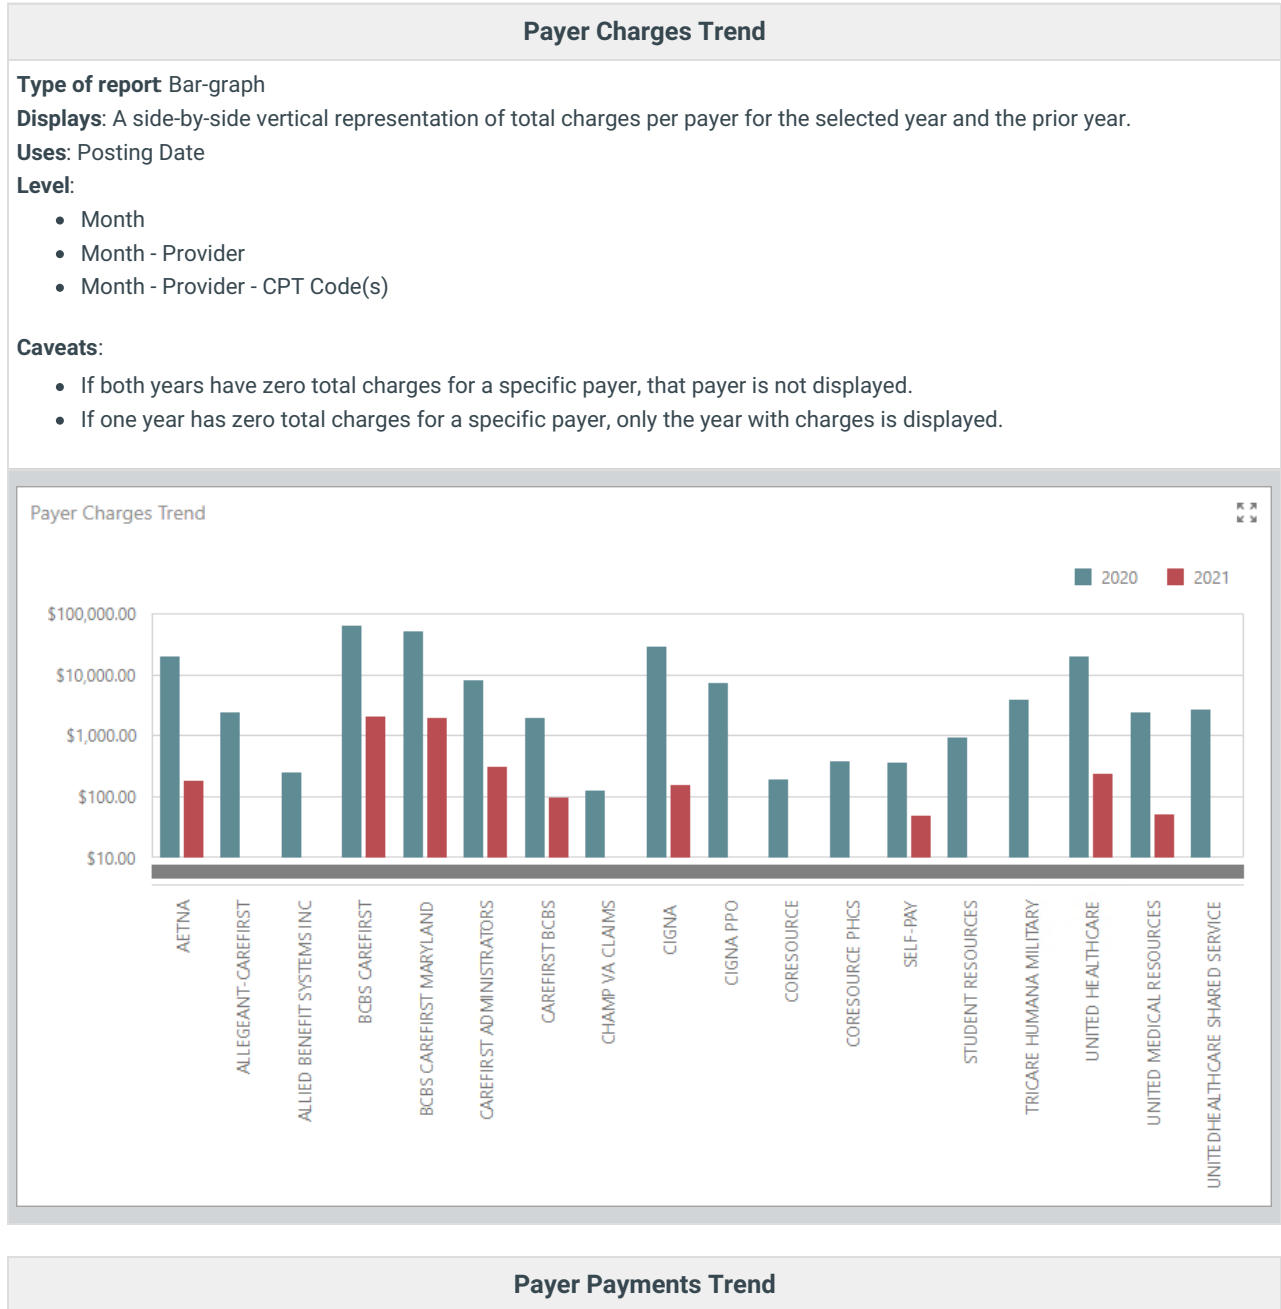 Payer Charges Trend
Type of report: Bar-graph
Displays: A side-by-side vertical representation of total charges per payer for the selected year and the prior year.
Uses: Posting Date
Level:
• Month
• Month - Provider
• Month - Provider - CPT Code(s)
Caveats:
• If both years have zero total charges for a specific payer, that payer is not displayed.
• If one year has zero total charges for a specific payer, only the year with charges is displayed.
Payer Charges Trend
2020 2021
$100,000.00
$10,000.00
$1,000.00
$100.00
$10.00
AETNA
ALLEGEANT-CAREFIRST
ALLIED BENEFIT SYSTEMS INC
BCBS CAREFIRST
BCBS CAREFIRST MARYLAND
CAREFIRST ADMINISTRATORS
CAREFIRST BCBS
CHAMP VA CLAIMS
CIGNA
CIGNA PPO
CORESOURCE
CORESOURCE PHCS
SELF-PAY
STUDENT RESOURCES
TRICARE HUMANA MILITARY
UNITED HEALTHCARE
UNITED MEDICAL RESOURCES
UNITEDHEALTHCARE SHARED SERVICE
Payer Payments Trend